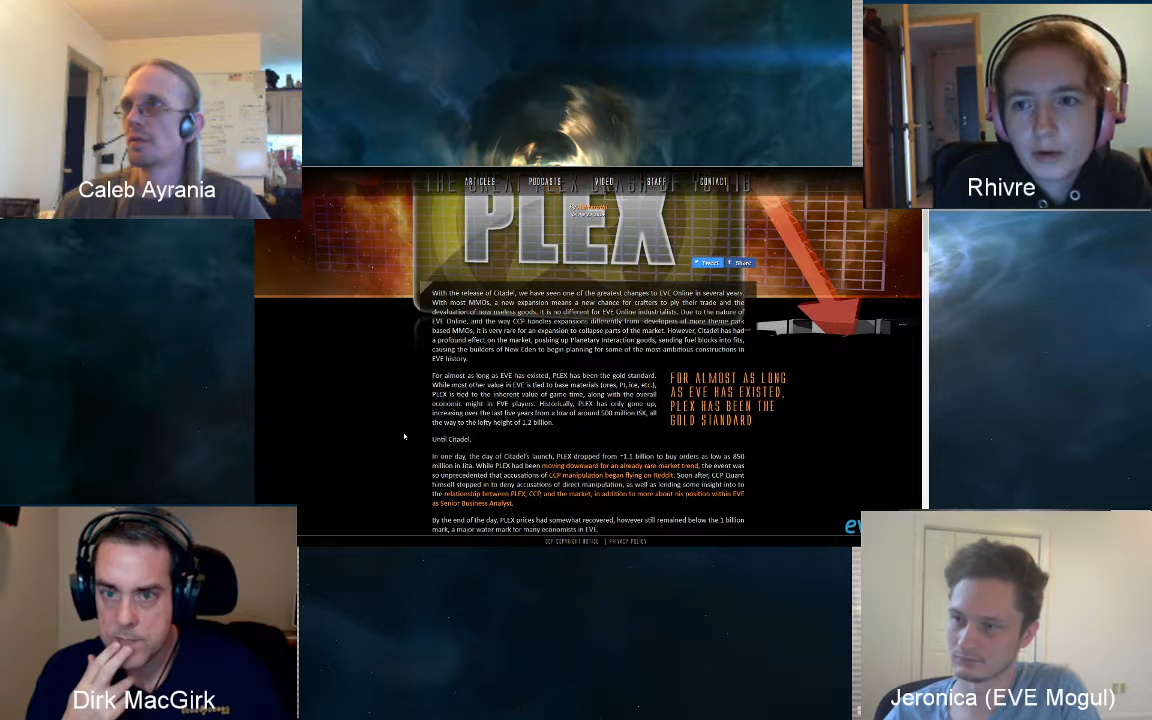 Caleb Ayrania
Rhivre
THE GREAT PLEX CRASH OF YC118
ARTICLES PODCASTS VIDEO STAFF CONTACT
PLEX
Tweet Share
With the release of Citadel, we have seen one of the greatest changes to EVE Online in several years.
With most MMOs, a new expansion means a new chance for crafters to ply their trade and the
devaluation of now useless goods. It is no different for EVE Online industrialists. Due to the nature of
EVE Online, and the way CCP handles expansions differently from developers of more theme park
based MMOs, it is very rare for an expansion to collapse parts of the market. However, Citadel has had
a profound effect on the market, pushing up Planetary Interaction goods, sending fuel blocks into fits,
causing the builders of New Eden to begin planning for some of the most ambitious constructions in
EVE history.
For almost as long as EVE has existed, PLEX has been the gold standard.
While most other value in EVE is tied to base materials (ores, PI, ice, etc.),
PLEX is tied to the inherent value of game time, along with the overall
economic might in EVE players. Historically, PLEX has only gone up,
increasing over the last five years from a low of around 500 million ISK, all
the way to the lofty height of 1.2 billion.
FOR ALMOST AS LONG
AS EVE HAS EXISTED,
PLEX HAS BEEN THE
GOLD STANDARD
Until Citadel.
In one day, the day of Citadel's launch, PLEX dropped from ~1.1 billion to buy orders as low as 850
million in Jita. While PLEX had been moving downward for an already rare market trend, the event was
so unprecedented that accusations of CCP manipulation began flying on Reddit. Soon after, CCP Quant
himself stepped in to deny accusations of direct manipulation, as well as lending some insight into to
the relationship between PLEX, CCP, and the market, in addition to more about his position within EVE
as Senior Business Analyst.
By the end of the day, PLEX prices had somewhat recovered, however still remained below the 1 billion
mark, a major water mark for many economists in EVE.
ev
CCP COPYRIGHT NOTICE | PRIVACY POLICY
Dirk MacGirk
Jeronica (EVE Mogul)